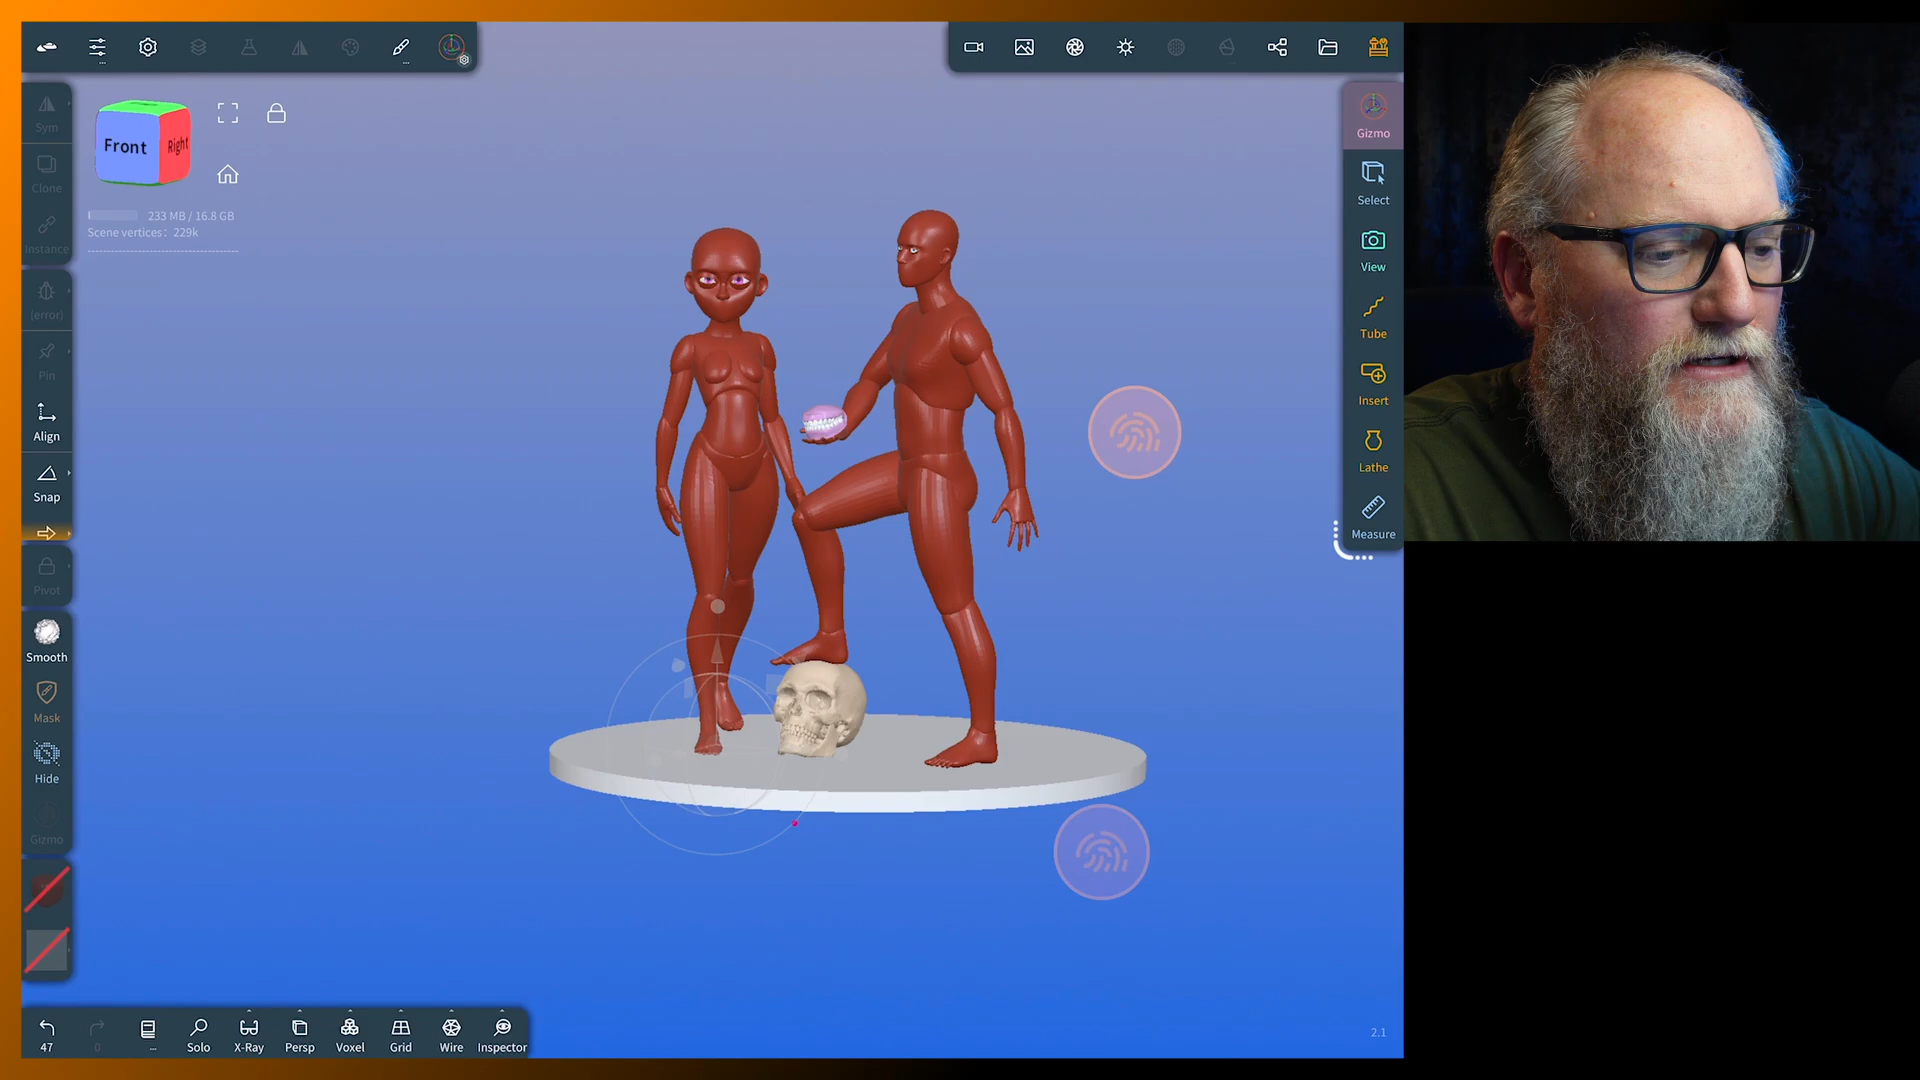 Sym
Clone
Instance
[error]
Pin
Align
Snap
Pivot
Smooth
Mask
Hide
Gizmo
Front
Right
233 MB / 16.8 GB
Scene vertices: 229k
Gizmo
Select
View
Tube
Insert
Lathe
Measure
47
0
...
Solo
X-Ray
Persp
Voxel
Grid
Wire
Inspector
2.1